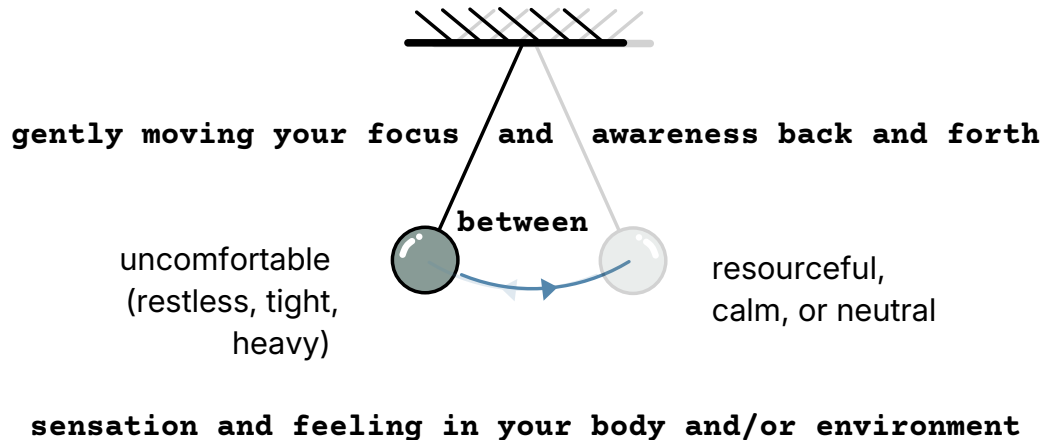 gently moving your focus and awareness back and forth
between
uncomfortable
(restless, tight,
heavy)
resourceful,
calm, or neutral
sensation and feeling in your body and/or environment